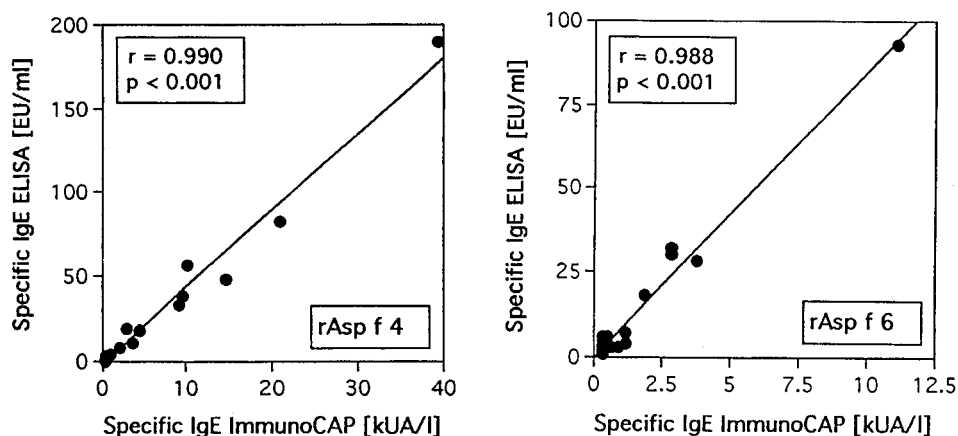 200
150
100
50
0
Specific IgE ELISA [EU/ml]
r = 0.990
p < 0.001
rAsp f 4
0 10 20 30 40
Specific IgE ImmunoCAP [kUA/l]
100
75
50
25
0
Specific IgE ELISA [EU/ml]
r = 0.988
p < 0.001
rAsp f 6
0 2.5 5 7.5 10 12.5
Specific IgE ImmunoCAP [kUA/l]